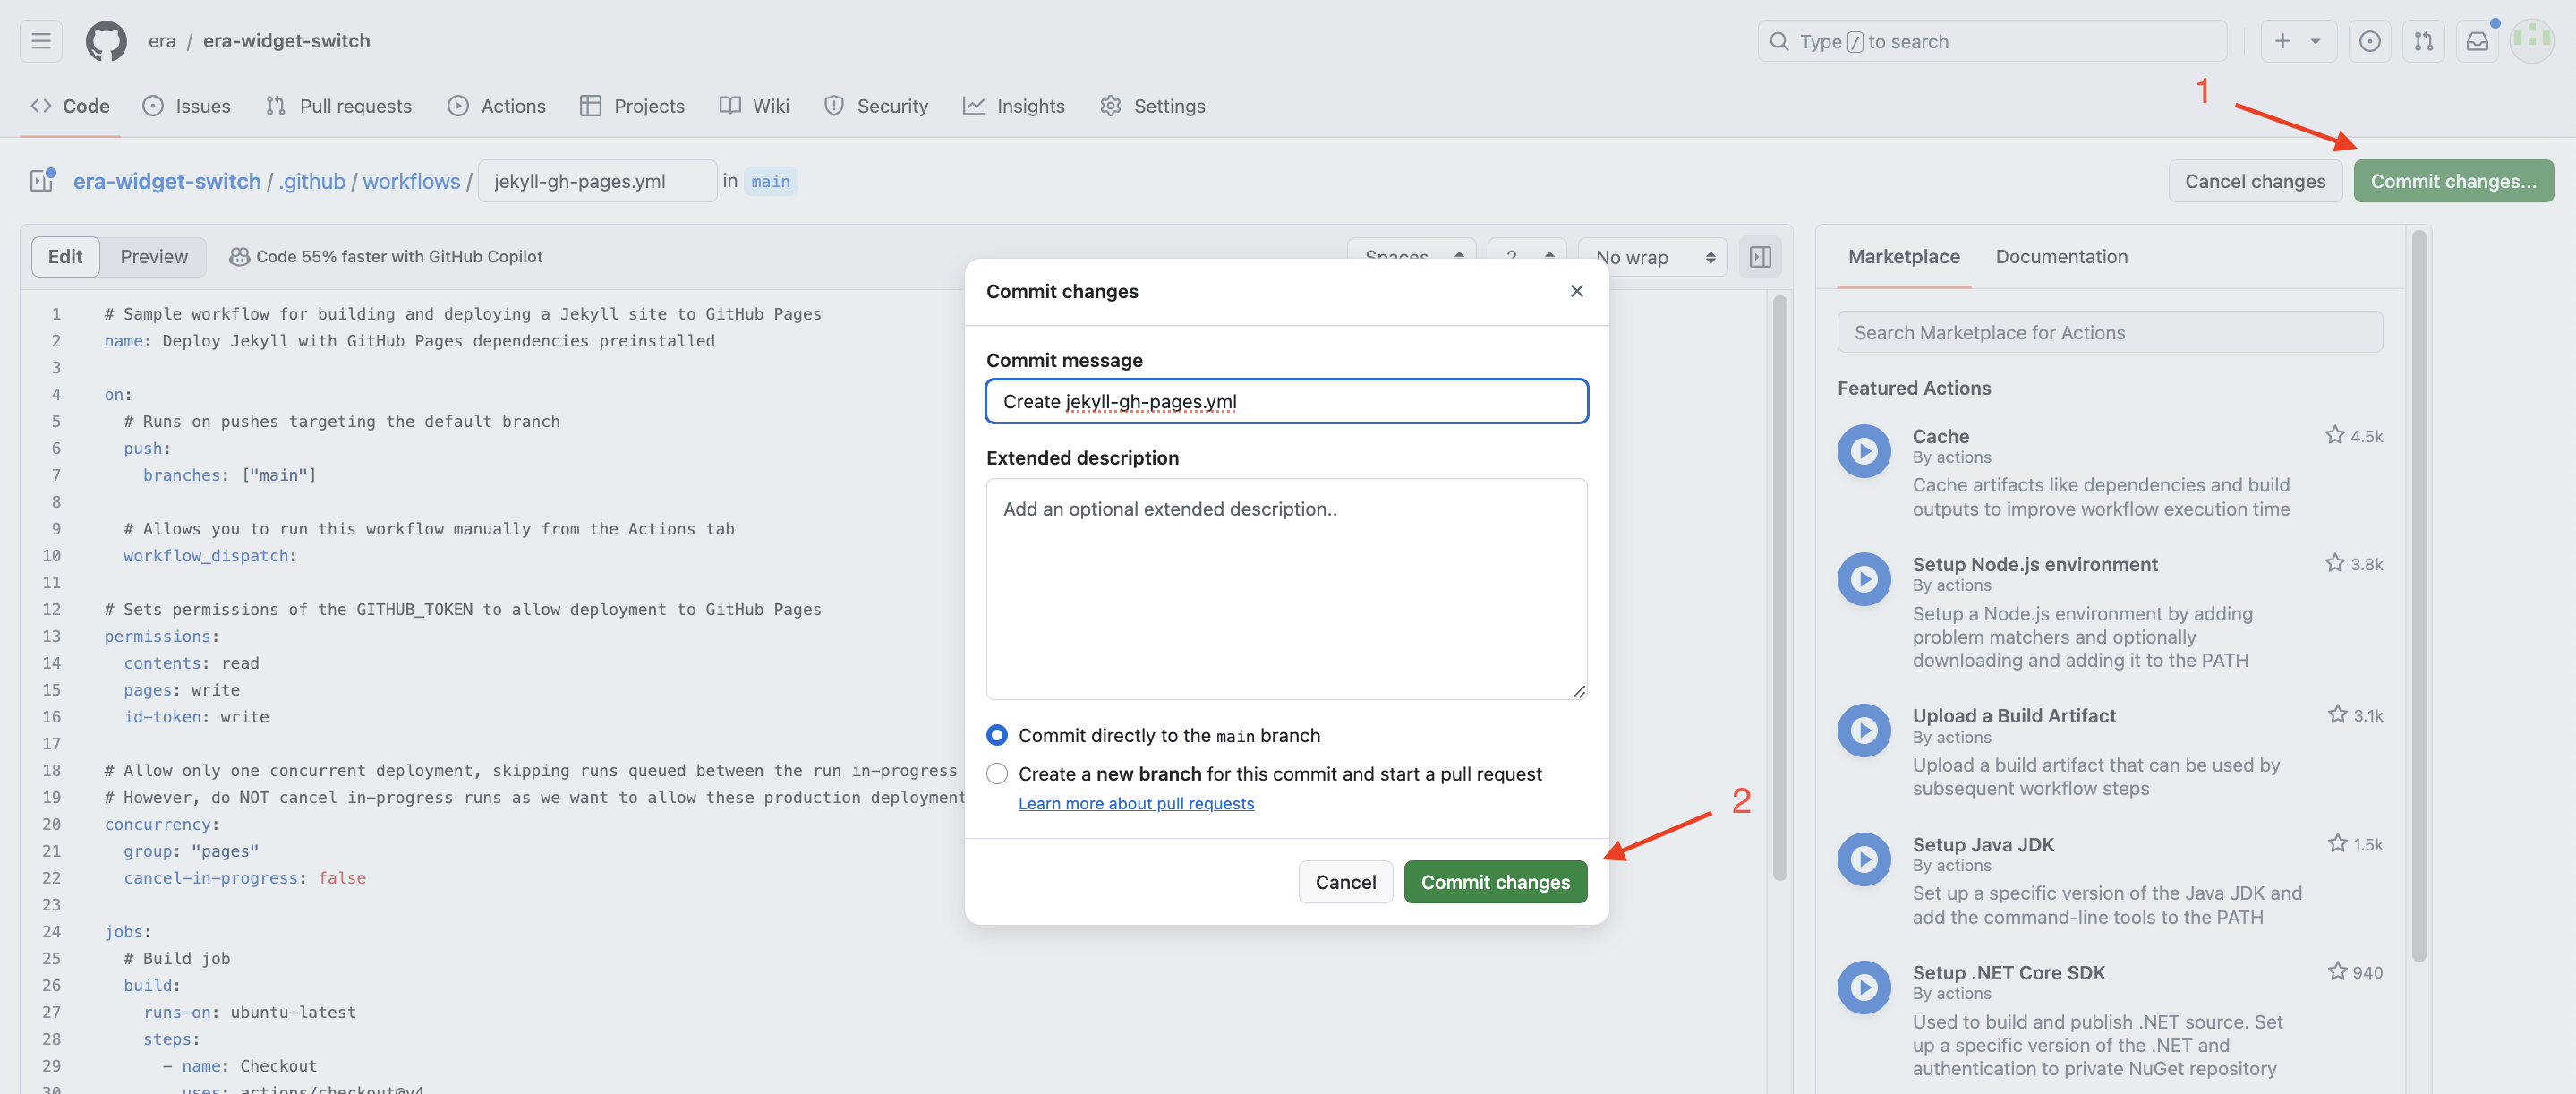 era / era-widget-switch
Type / to search
Code
Issues
Pull requests
Actions
Projects
Wiki
Security
Insights
Settings
1
era-widget-switch / .github / workflows / jekyll-gh-pages.yml in main
Cancel changes
Commit changes...
Edit
Preview
Code 55% faster with GitHub Copilot
Spaces
2
No wrap
1 # Sample workflow for building and deploying a Jekyll site to GitHub Pages
2 name: Deploy Jekyll with GitHub Pages dependencies preinstalled
3
4 on:
5 # Runs on pushes targeting the default branch
6 push:
7 branches: ["main"]
8
9 # Allows you to run this workflow manually from the Actions tab
10 workflow_dispatch:
11
12 # Sets permissions of the GITHUB_TOKEN to allow deployment to GitHub Pages
13 permissions:
14 contents: read
15 pages: write
16 id-token: write
17
18 # Allow only one concurrent deployment, skipping runs queued between the run in-progress
19 # However, do NOT cancel in-progress runs as we want to allow these production deployment
20 concurrency:
21 group: "pages"
22 cancel-in-progress: false
23
24 jobs:
25 # Build job
26 build:
27 runs-on: ubuntu-latest
28 steps:
29 - name: Checkout
30 uses: actions/checkout@v4
Commit changes
Commit message
Create jekyll-gh-pages.yml
Extended description
Add an optional extended description..
Commit directly to the main branch
Create a new branch for this commit and start a pull request
Learn more about pull requests
2
Cancel
Commit changes
Marketplace
Documentation
Search Marketplace for Actions
Featured Actions
Cache
4.5k
By actions
Cache artifacts like dependencies and build
outputs to improve workflow execution time
Setup Node.js environment
3.8k
By actions
Setup a Node.js environment by adding
problem matchers and optionally
downloading and adding it to the PATH
Upload a Build Artifact
3.1k
By actions
Upload a build artifact that can be used by
subsequent workflow steps
Setup Java JDK
1.5k
By actions
Set up a specific version of the Java JDK and
add the command-line tools to the PATH
Setup .NET Core SDK
940
By actions
Used to build and publish .NET source. Set
up a specific version of the .NET and
authentication to private NuGet repository